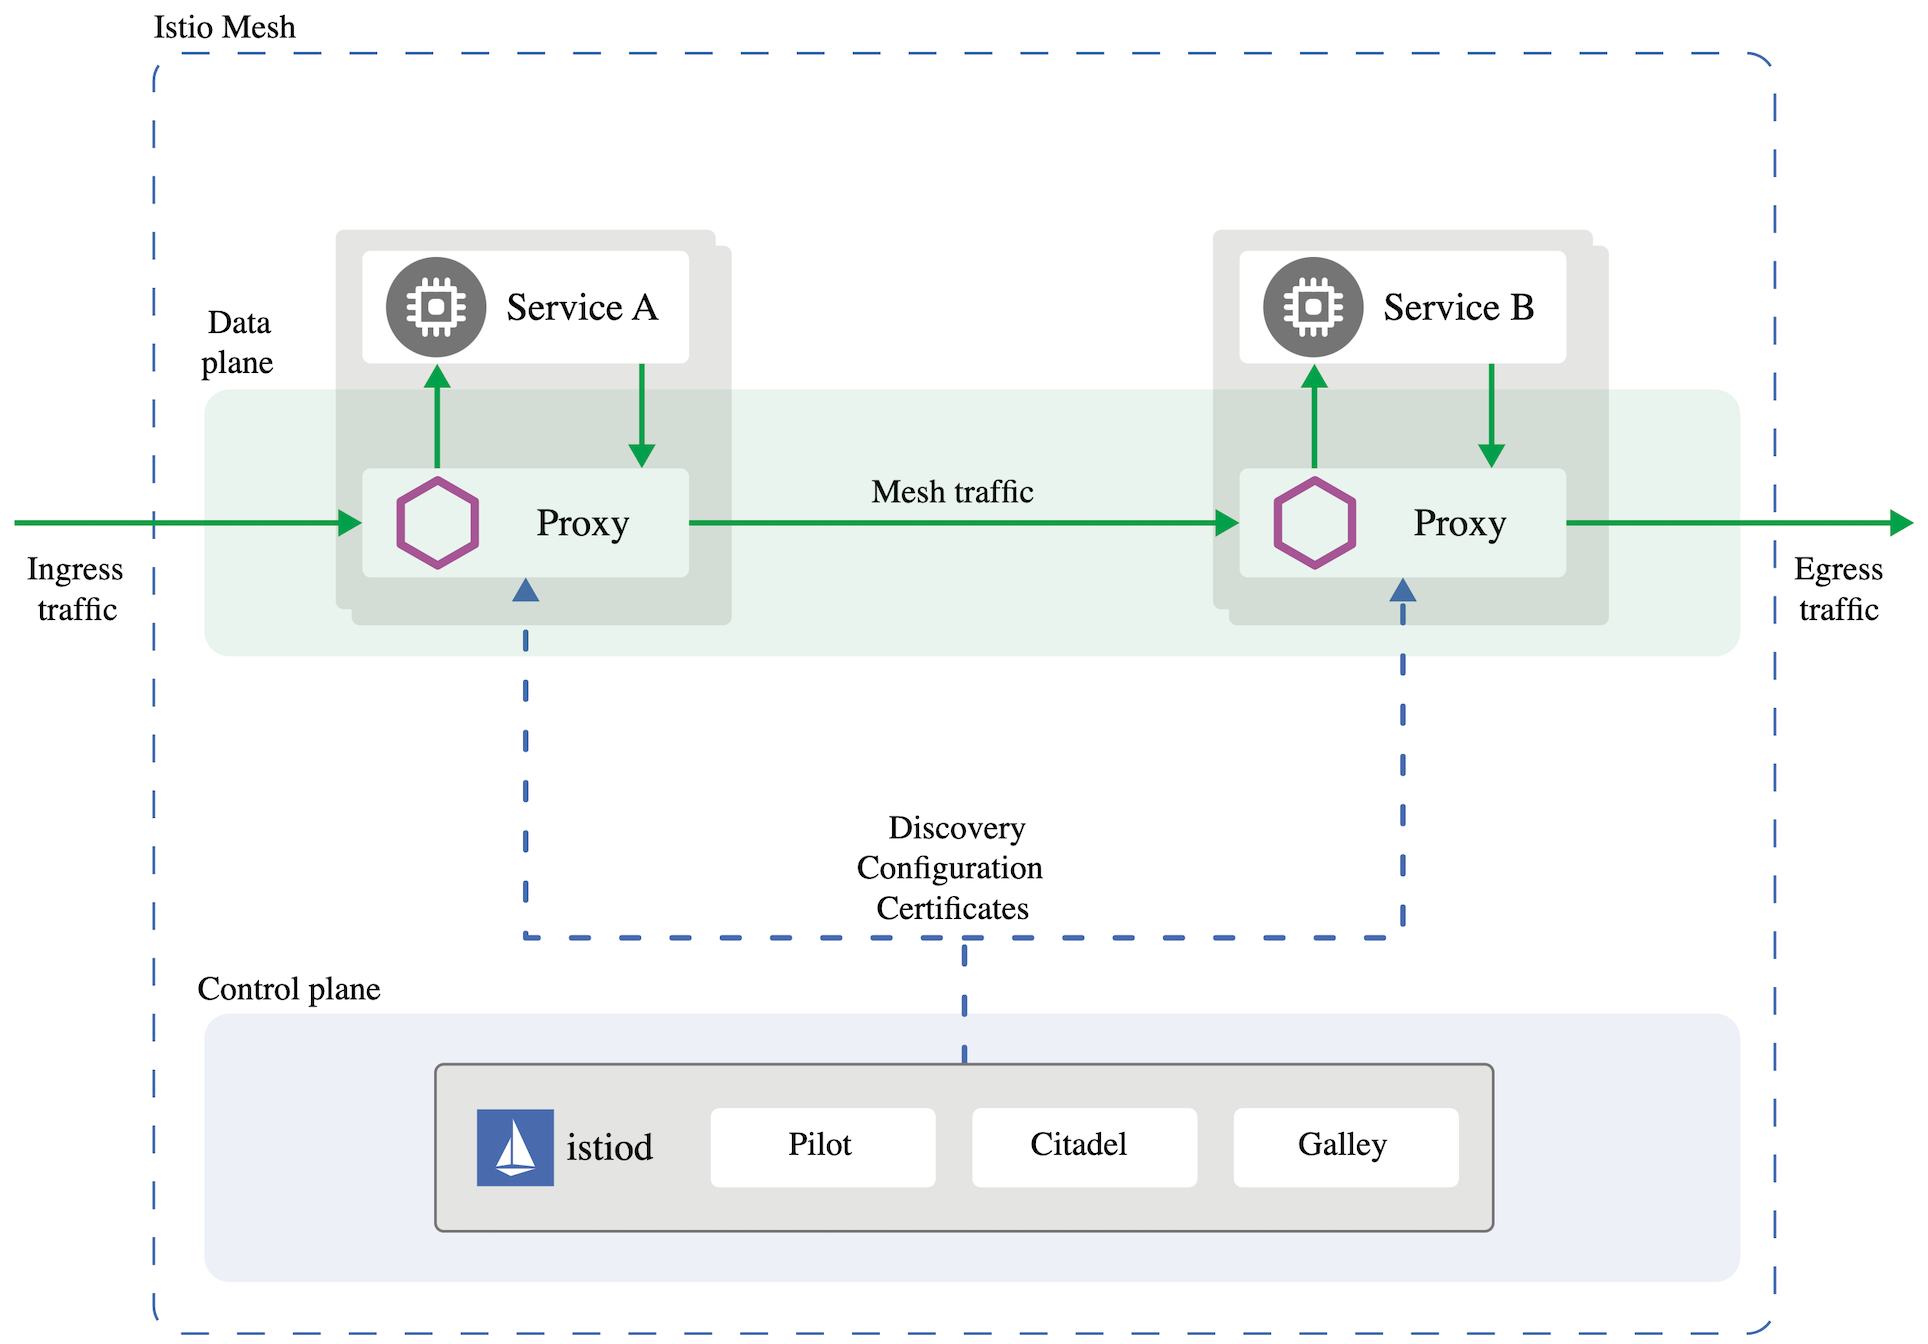 Istio Mesh
Data
plane
Service A
Service B
Proxy
Mesh traffic
Proxy
Ingress
traffic
Egress
traffic
Discovery
Configuration
Certificates
Control plane
istiod
Pilot
Citadel
Galley